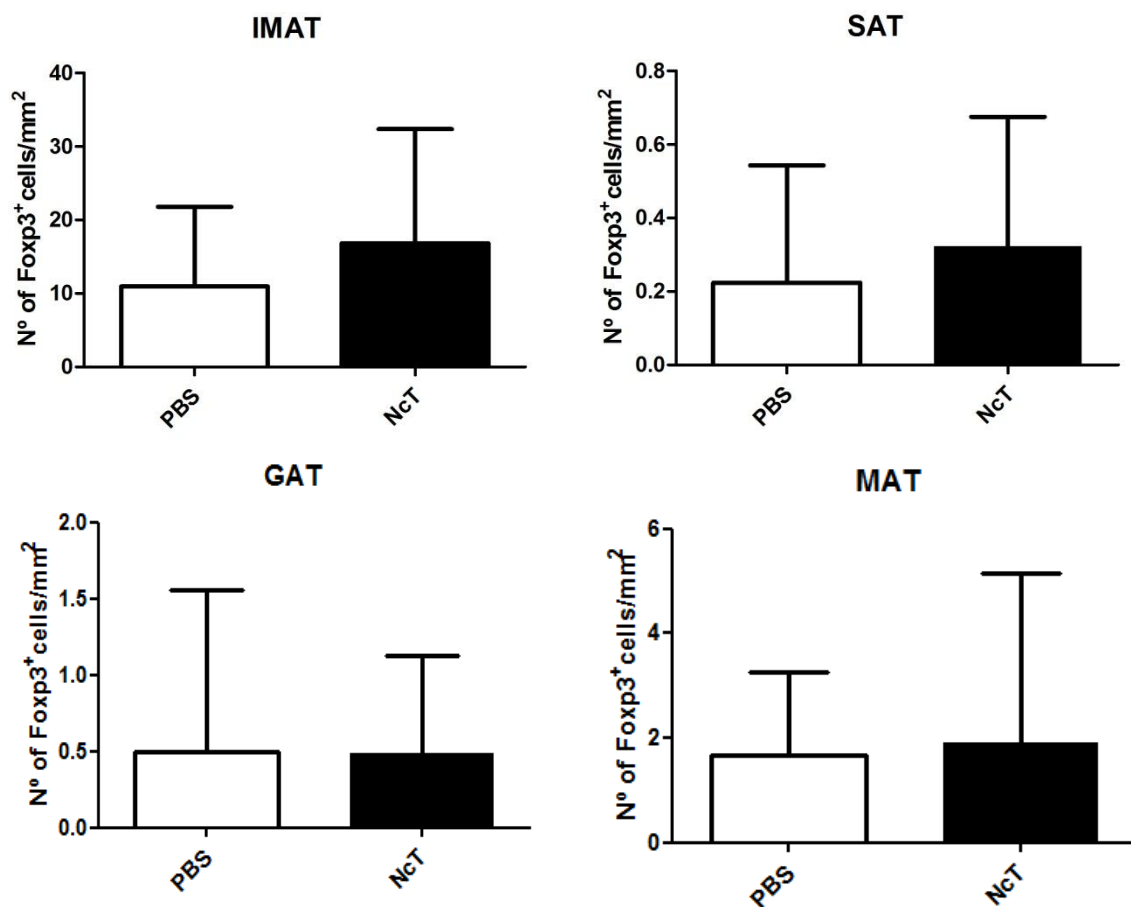 IMAT
Nº of Foxp3⁺cells/mm²
40
30
20
10
0
PBS
NcT
SAT
Nº of Foxp3⁺cells/mm²
0.8
0.6
0.4
0.2
0.0
PBS
NcT
GAT
Nº of Foxp3⁺cells/mm²
2.0
1.5
1.0
0.5
0.0
PBS
NcT
MAT
Nº of Foxp3⁺cells/mm²
6
4
2
0
PBS
NcT